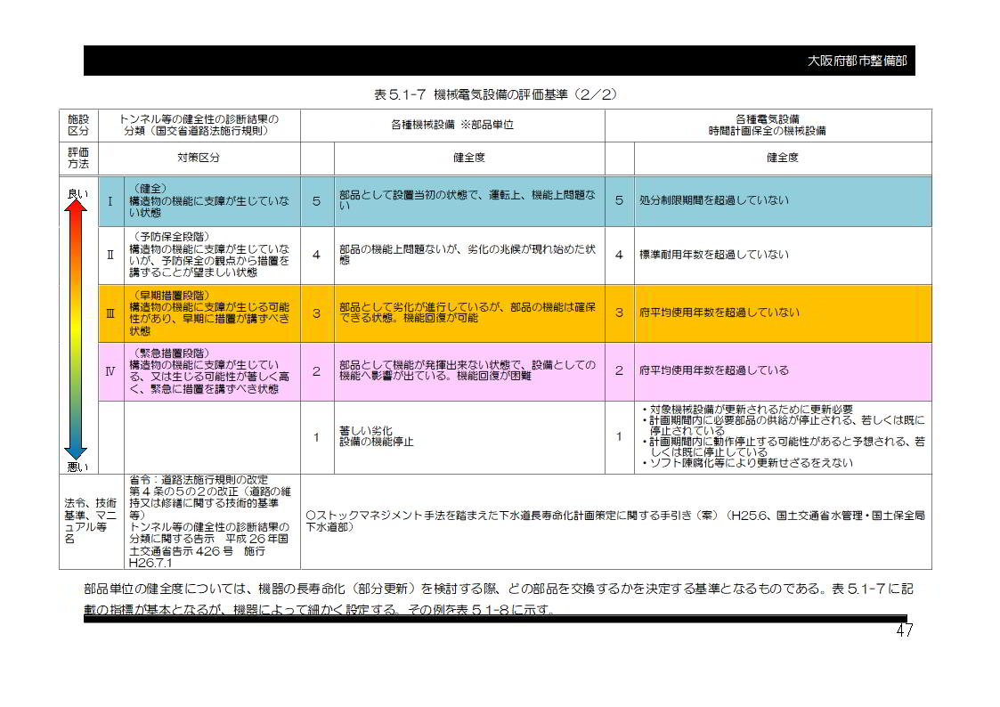 大阪府都市整備部
表 5.1-7 機械電気設備の評価基準（２／２）
施設
区分
トンネル等の健全性の診断結果の
分類（国交省道路法施行規則）
各種機械設備 ※部品単位
各種電気設備
時間計画保全の機械設備
評価
方法
対策区分
健全度
健全度
良い
Ⅰ
（健全）
構造物の機能に支障が生じていな
い状態
5
部品として設置当初の状態で、運転上、機能上問題な
い
5
処分制限期間を超過していない
Ⅱ
（予防保全段階）
構造物の機能に支障が生じていな
いが、予防保全の観点から措置を
講ずることが望ましい状態
4
部品の機能上問題ないが、劣化の兆候が現れ始めた状
態
4
標準耐用年数を超過していない
Ⅲ
（早期措置段階）
構造物の機能に支障が生じる可能
性があり、早期に措置が講ずべき
状態
3
部品として劣化が進行しているが、部品の機能は確保
できる状態。機能回復が可能
3
府平均使用年数を超過していない
Ⅳ
（緊急措置段階）
構造物の機能に支障が生じてい
る、又は生じる可能性が著しく高
く、緊急に措置を講ずべき状態
2
部品として機能が発揮出来ない状態で、設備としての
機能へ影響が出ている。機能回復が困難
2
府平均使用年数を超過している
1
著しい劣化
設備の機能停止
1
・対象機械設備が更新されるために更新必要
・計画期間内に必要部品の供給が停止される、若しくは既に
停止されている
・計画期間内に動作停止する可能性があると予想される、若
しくは既に停止している
・ソフト陳腐化等により更新せざるをえない
悪い
法令、技術
基準、マニ
ュアル等
名
省令：道路法施行規則の改定
第４条の５の２の改正（道路の維
持又は修繕に関する技術的基準
等）
トンネル等の健全性の診断結果の
分類に関する告示　平成 26 年国
土交通省告示 426 号　施行
H26.7.1
○ストックマネジメント手法を踏まえた下水道長寿命化計画策定に関する手引き（案）（H25.6、国土交通省水管理・国土保全局
下水道部）
部品単位の健全度については、機器の長寿命化（部分更新）を検討する際、どの部品を交換するかを決定する基準となるものである。表 5.1-7 に記
載の指標が基本となるが、機器によって細かく設定する。その例を表 5.1-8 に示す。
47